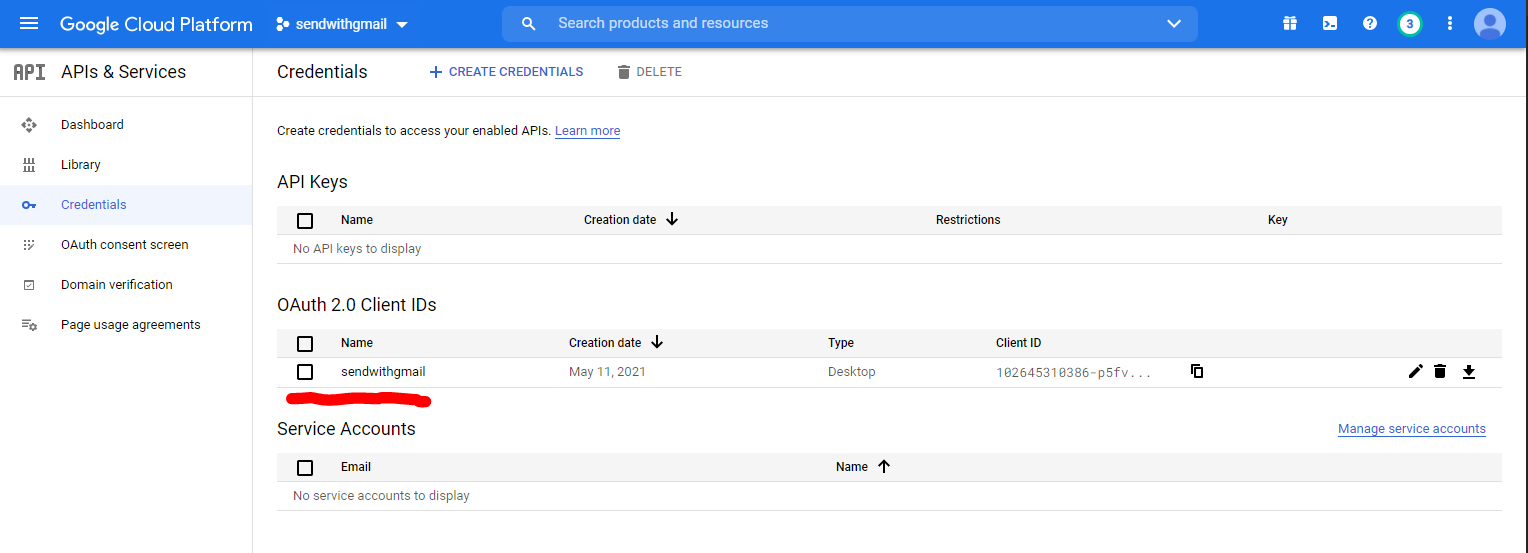 Google Cloud Platform sendwithgmail Search products and resources 3
API APIs & Services Credentials CREATE CREDENTIALS DELETE
Dashboard
Library
Credentials
OAuth consent screen
Domain verification
Page usage agreements
Create credentials to access your enabled APIs. Learn more
API Keys
Name Creation date Restrictions Key
No API keys to display
OAuth 2.0 Client IDs
Name Creation date Type Client ID
sendwithgmail May 11, 2021 Desktop 102645310386-p5fv...
Service Accounts Manage service accounts
Email Name
No service accounts to display